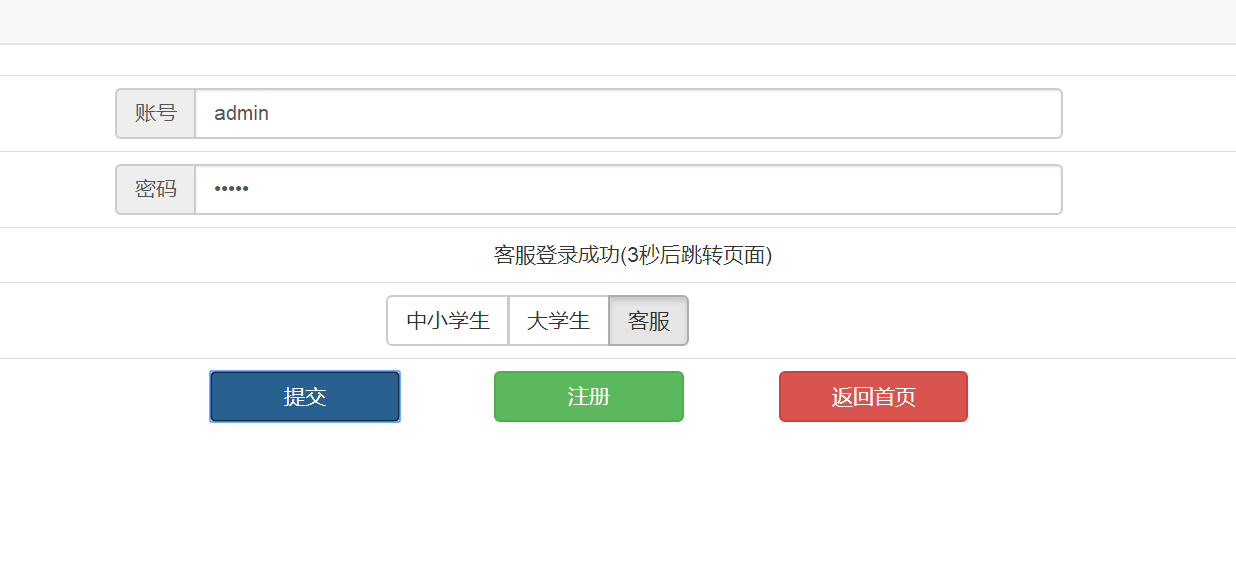 账号 admin
密码 •••••
客服登录成功(3秒后跳转页面)
中小学生 大学生 客服
提交 注册 返回首页